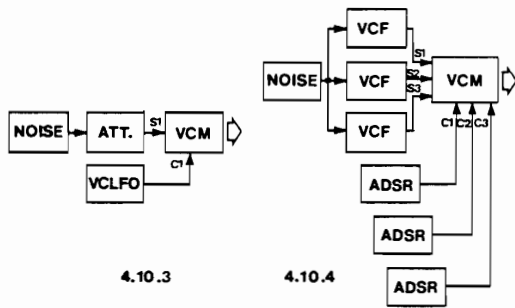 NOISE
ATT.
S1
VCM
C1
VCLFO
4.10.3
NOISE
VCF
VCF
VCF
S1
S2
S3
VCM
C1
C2
C3
ADSR
ADSR
ADSR
4.10.4